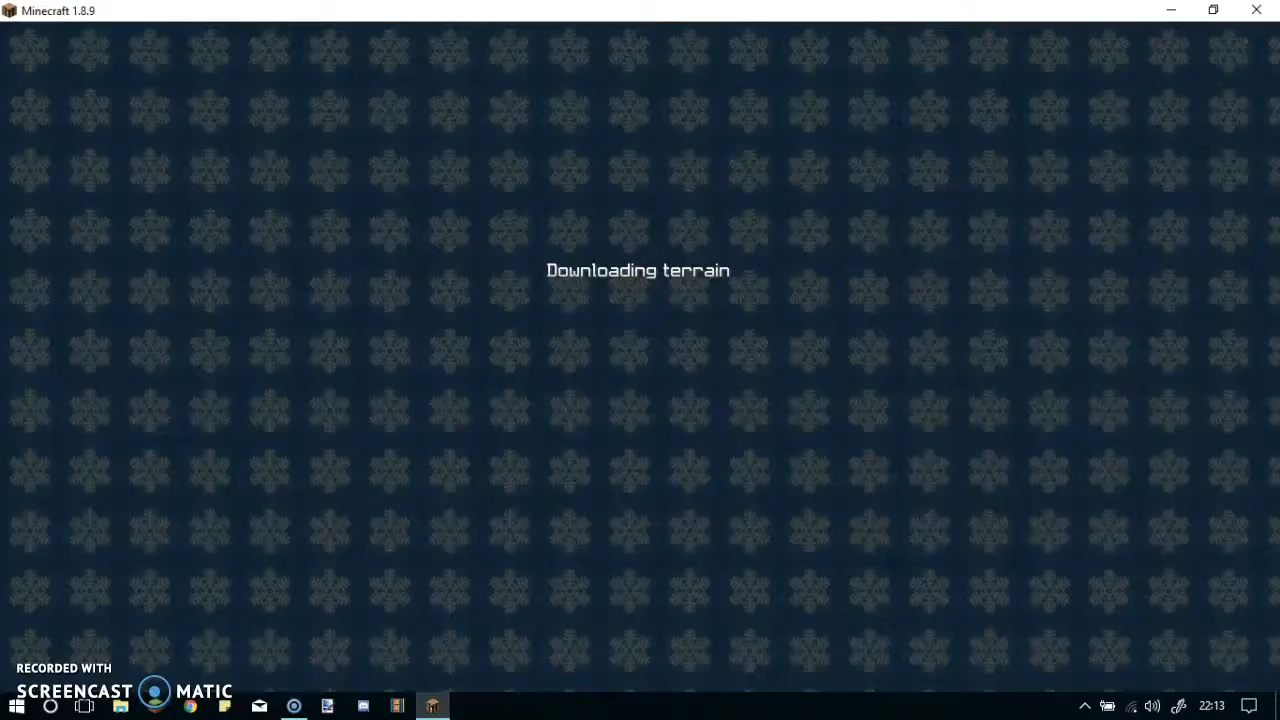 Minecraft 1.8.9
Downloading terrain
RECORDED WITH
SCREENCAST MATIC
22:13